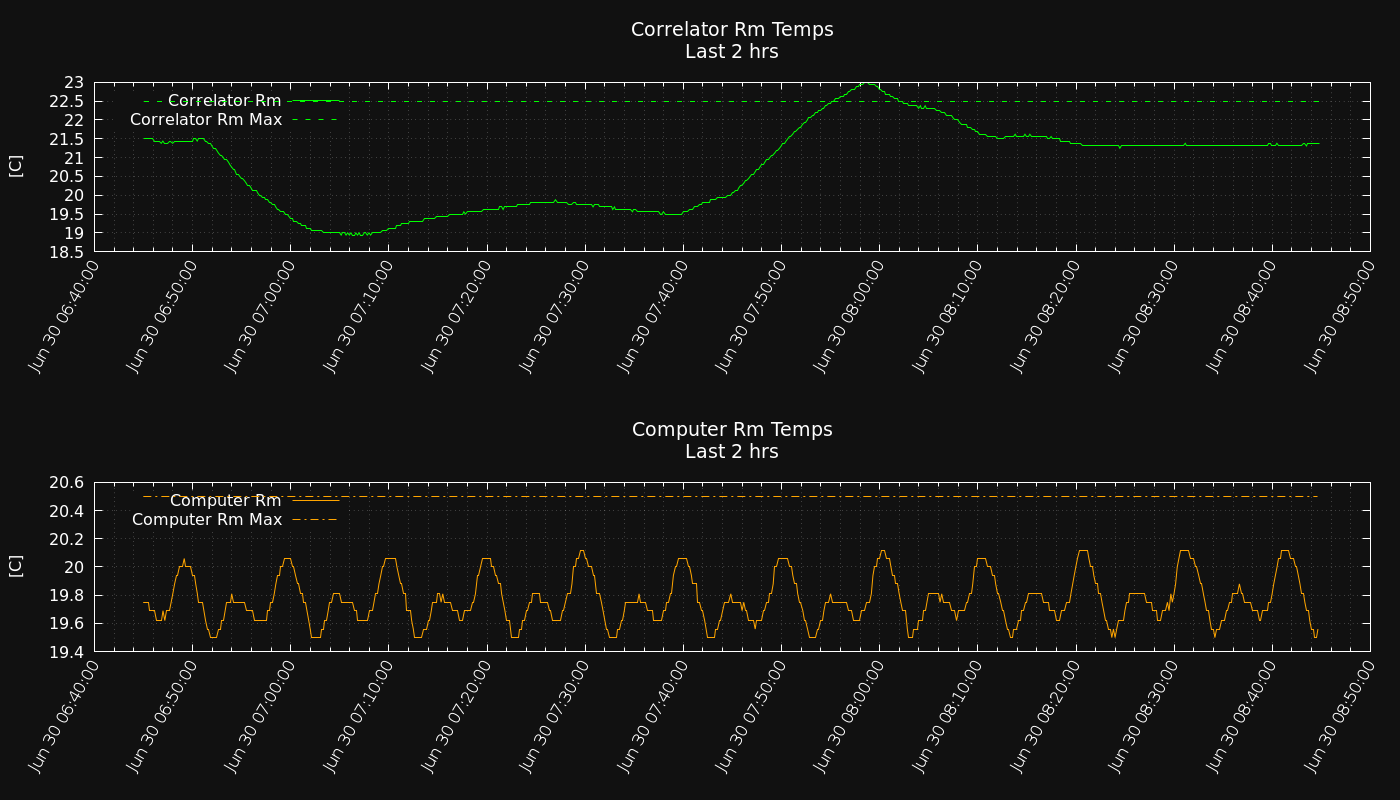 Correlator Rm Temps
Last 2 hrs
23
22.5
22
21.5
21
20.5
20
19.5
19
18.5
[C]
Correlator Rm
Correlator Rm Max
Jun 30 06:40:00
Jun 30 06:50:00
Jun 30 07:00:00
Jun 30 07:10:00
Jun 30 07:20:00
Jun 30 07:30:00
Jun 30 07:40:00
Jun 30 07:50:00
Jun 30 08:00:00
Jun 30 08:10:00
Jun 30 08:20:00
Jun 30 08:30:00
Jun 30 08:40:00
Jun 30 08:50:00
Computer Rm Temps
Last 2 hrs
20.6
20.4
20.2
20
19.8
19.6
19.4
[C]
Computer Rm
Computer Rm Max
Jun 30 06:40:00
Jun 30 06:50:00
Jun 30 07:00:00
Jun 30 07:10:00
Jun 30 07:20:00
Jun 30 07:30:00
Jun 30 07:40:00
Jun 30 07:50:00
Jun 30 08:00:00
Jun 30 08:10:00
Jun 30 08:20:00
Jun 30 08:30:00
Jun 30 08:40:00
Jun 30 08:50:00